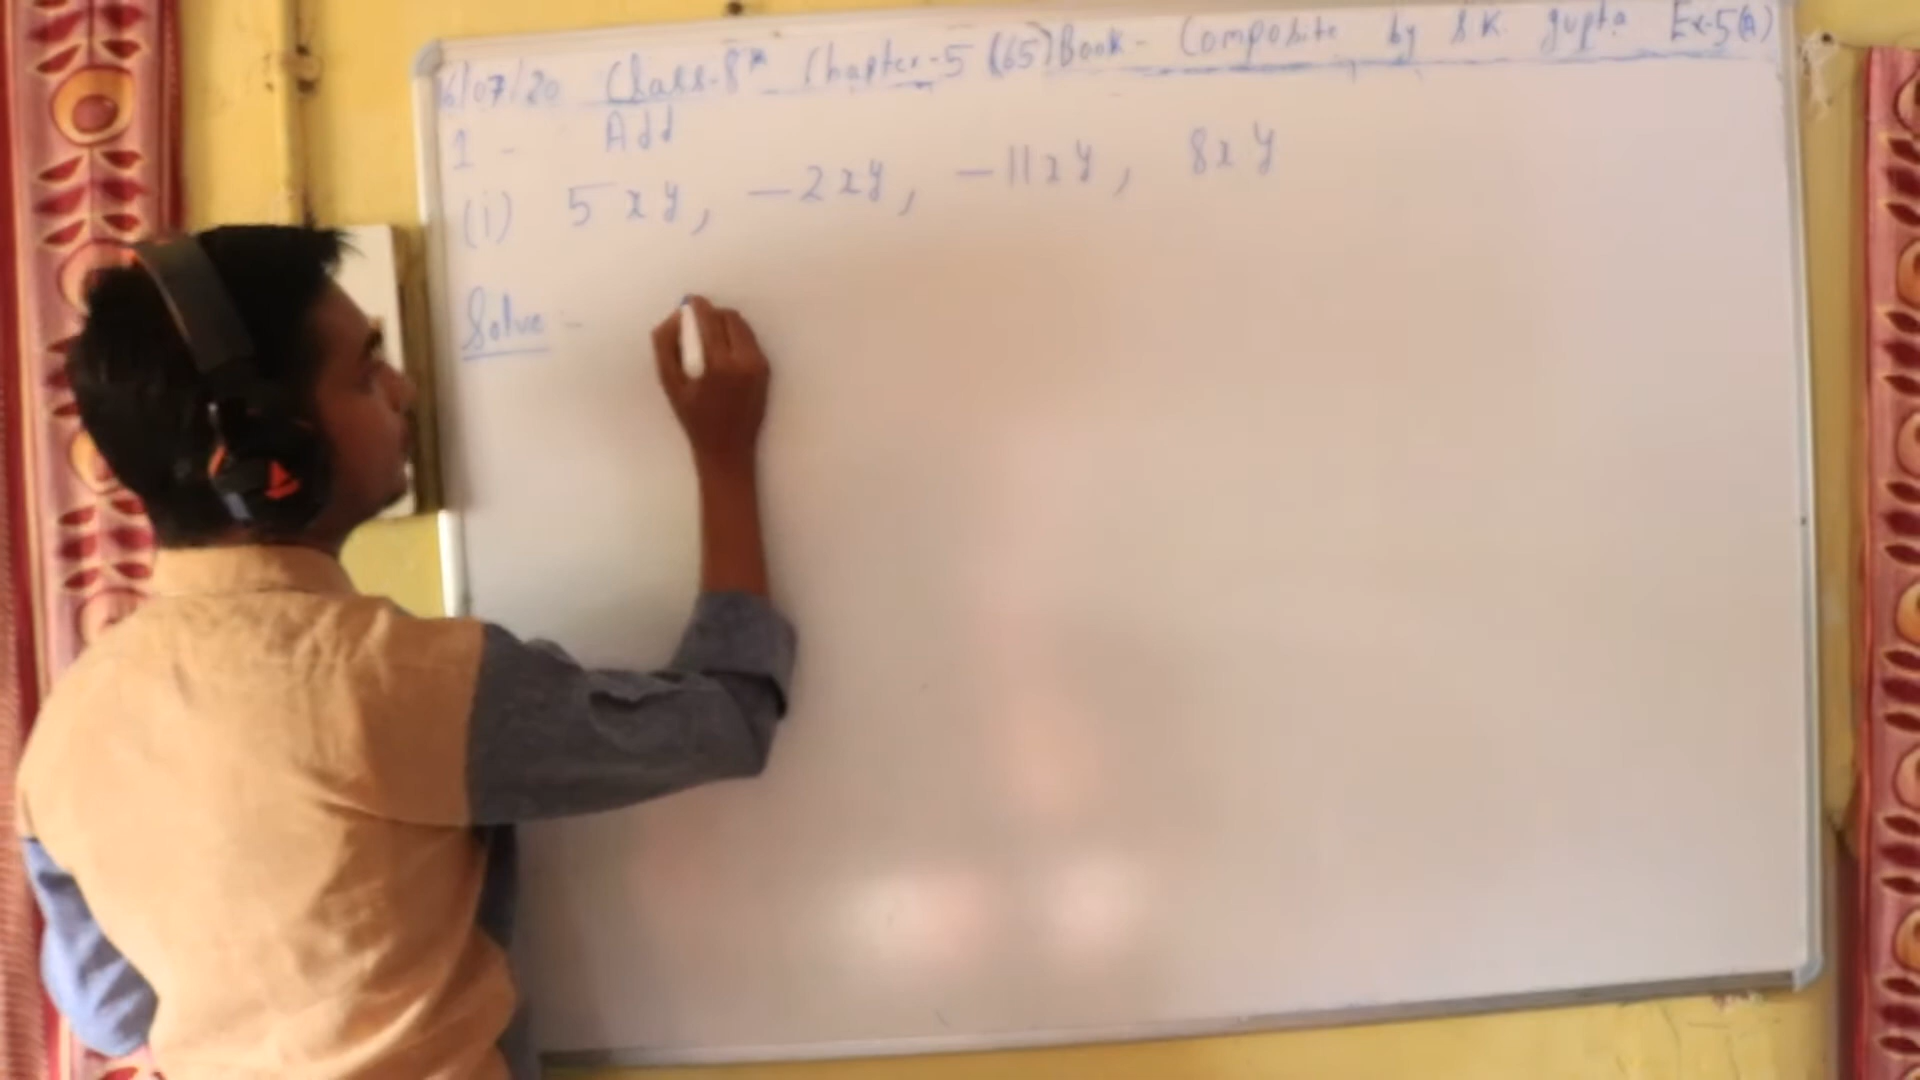 6/07/20 Class-8th Chapter-5 (65) Book- Composite by S.K. gupta Ex-5(A)
1 - Add
(i) 5xy, -2xy, -11xy, 8xy
Solve :-